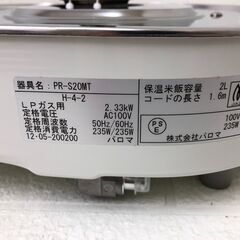 器具名：PR-S20MT
H-4-2
LPガス用 2.33kW
定格電圧 AC100V
定格周波数 50Hz/60Hz
定格消費電力 235W/235W
12-05-200200 パロマ
保温米飯容量 2L
コードの長さ 1.6m
PS
E
100V
235W
株式会社パロマ